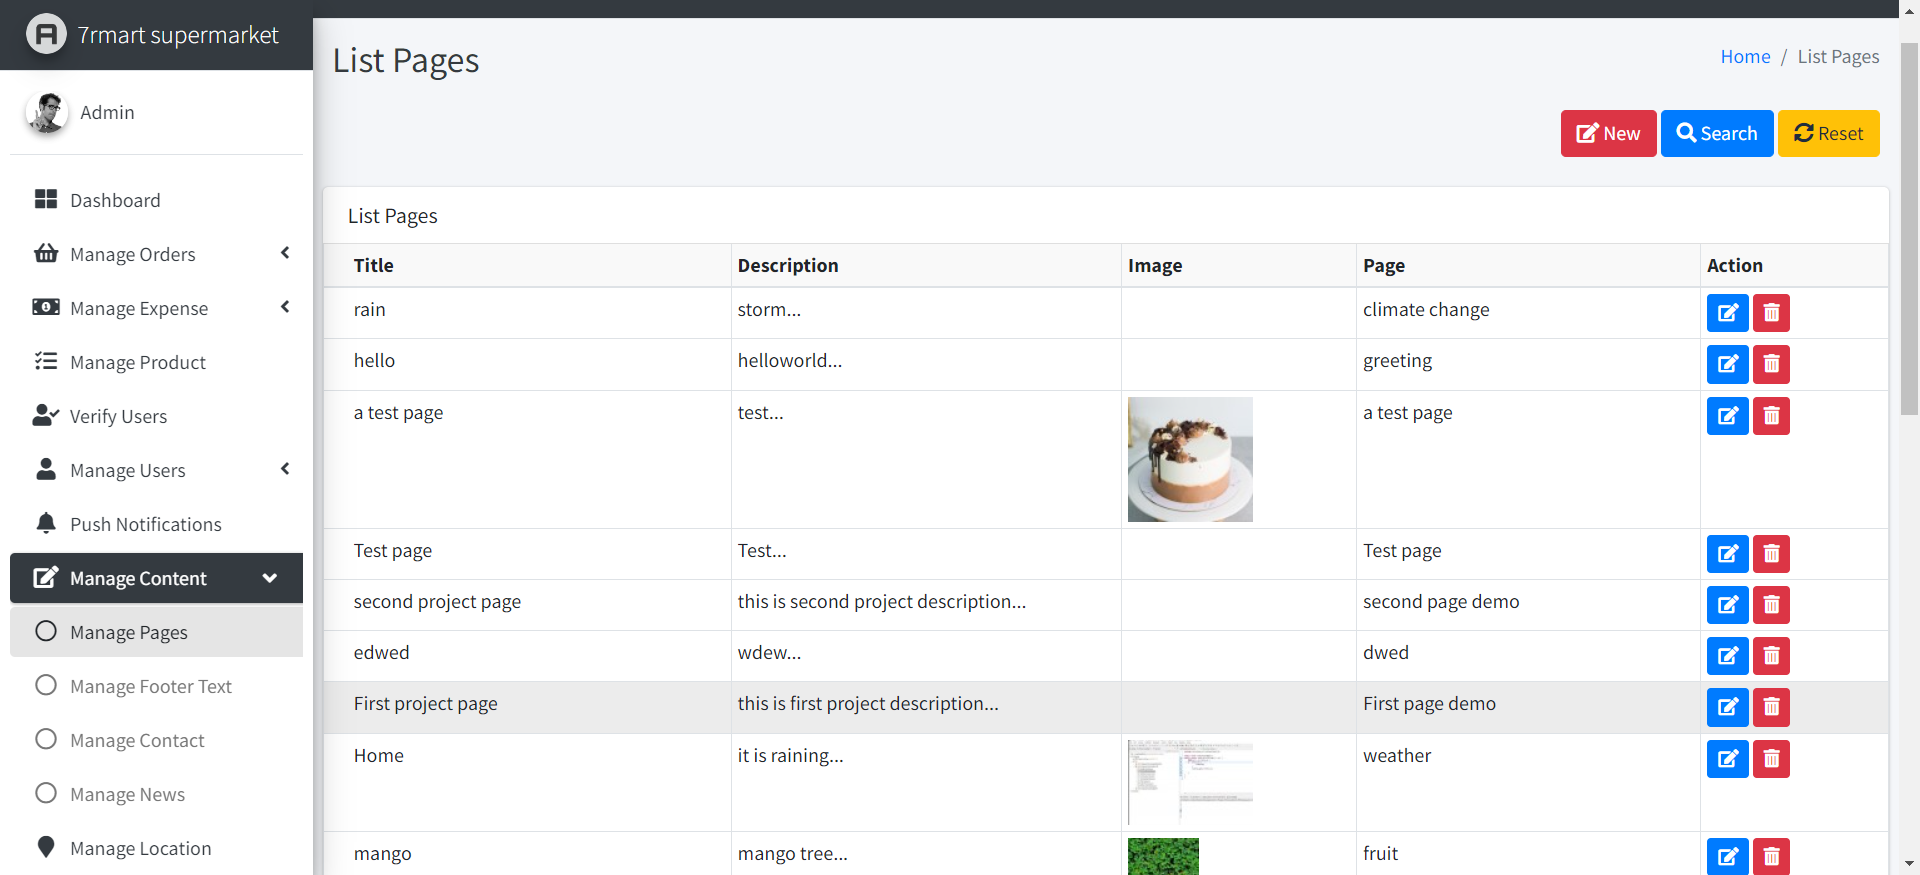 7rmart supermarket
Admin
Dashboard
Manage Orders
Manage Expense
Manage Product
Verify Users
Manage Users
Push Notifications
Manage Content
Manage Pages
Manage Footer Text
Manage Contact
Manage News
Manage Location
List Pages
Home / List Pages
New Search Reset
List Pages
Title Description Image Page Action
rain storm... climate change
hello helloworld... greeting
a test page test... a test page
Test page Test... Test page
second project page this is second project description... second page demo
edwed wdew... dwed
First project page this is first project description... First page demo
Home it is raining... weather
mango mango tree... fruit